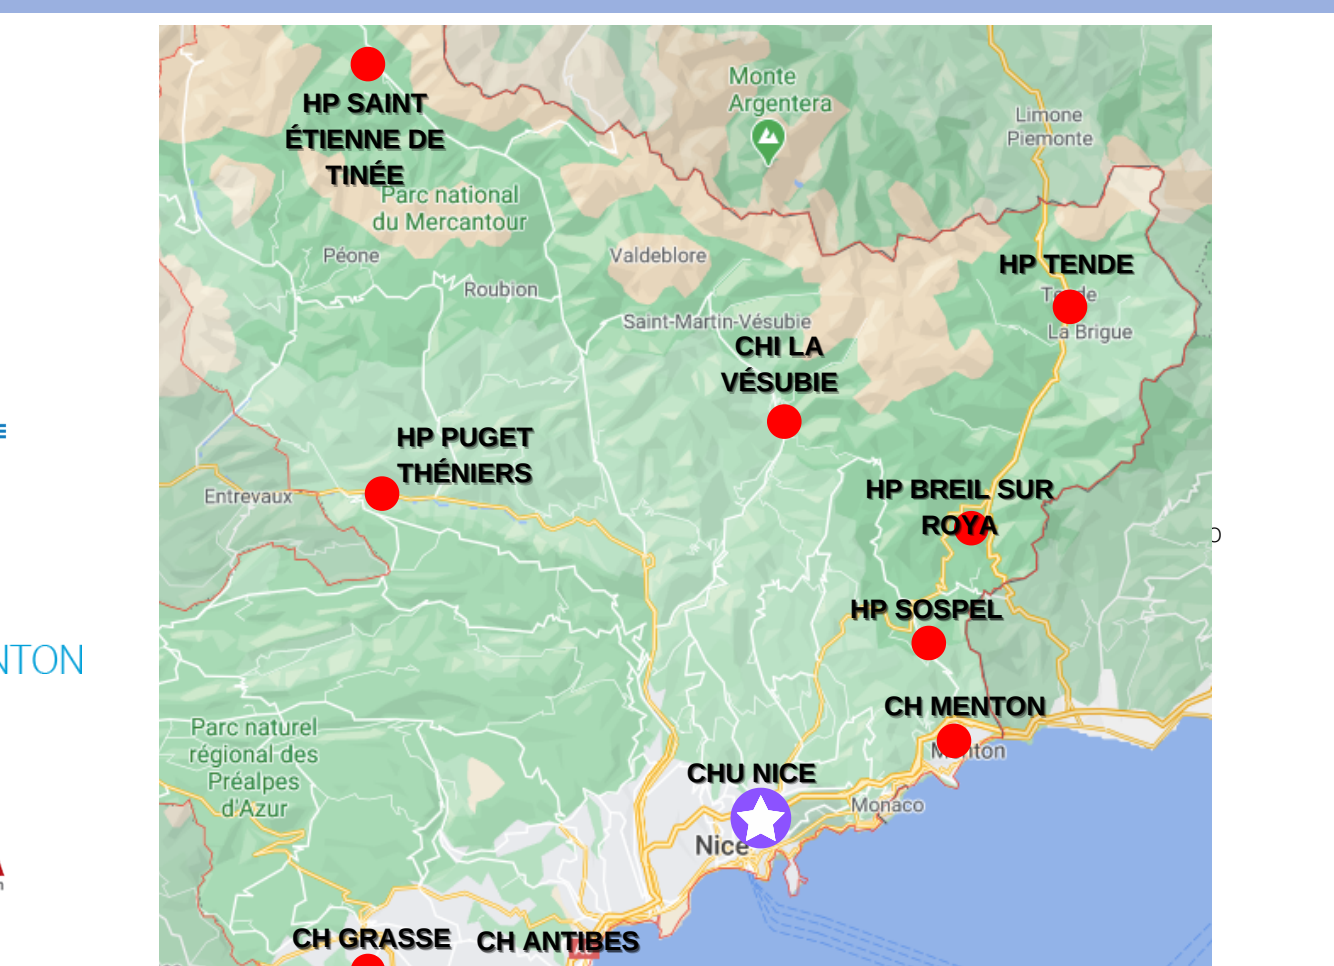 HP SAINT
ÉTIENNE DE
TINÉE
Monte
Argentera
Limone
Piemonte
Parc national
du Mercantour
Péone
Valdeblore
Roubion
HP TENDE
La Brigue
Saint-Martin-Vésubie
CHI LA
VÉSUBIE
HP PUGET
THÉNIERS
Entrevaux
HP BREIL SUR
ROYA
HP SOSPEL
NTON
CH MENTON
Menton
Parc naturel
régional des
Préalpes
d'Azur
CHU NICE
Monaco
Nice
CH GRASSE
CH ANTIBES